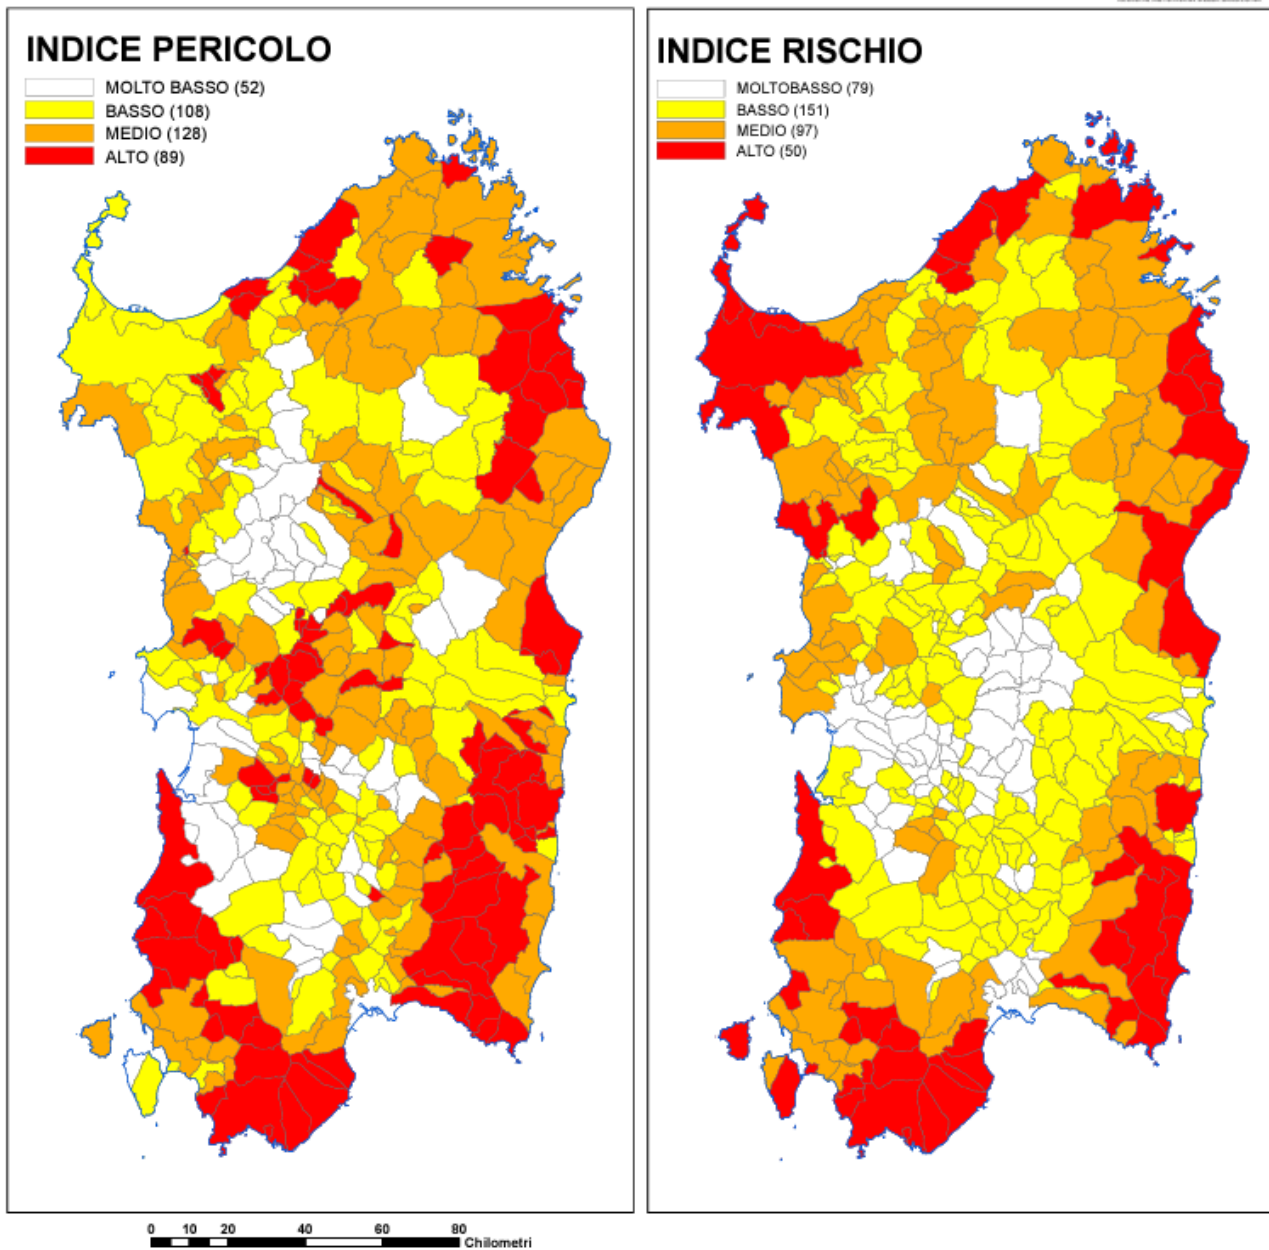 INDICE PERICOLO
MOLTO BASSO (52)
BASSO (108)
MEDIO (128)
ALTO (89)
INDICE RISCHIO
MOLTOBASSO (79)
BASSO (151)
MEDIO (97)
ALTO (50)
0 10 20 40 60 80
Chilometri